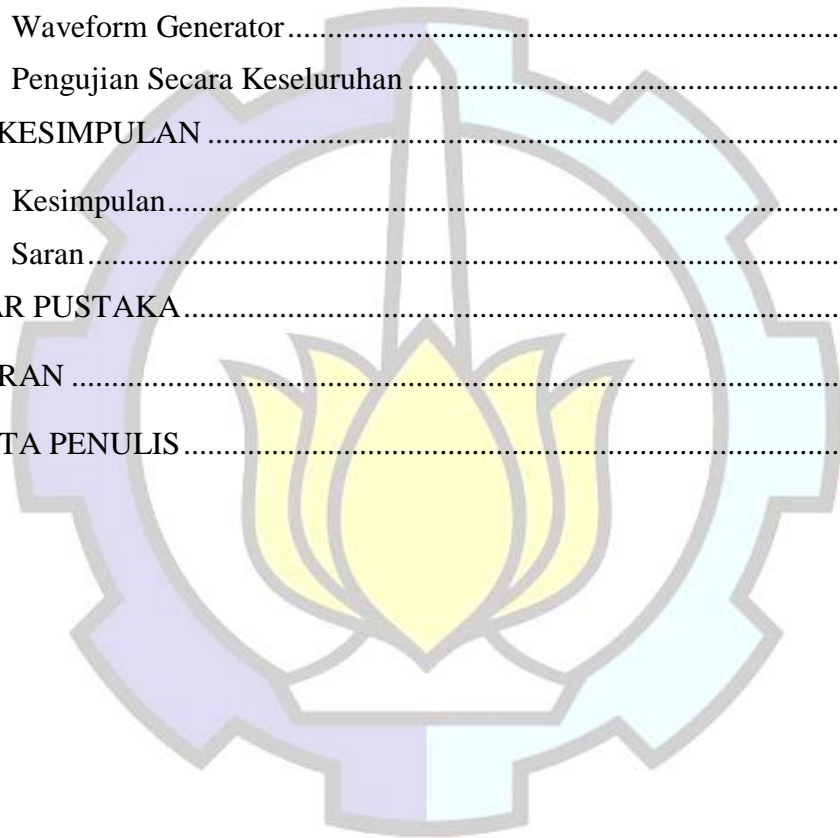 Waveform Generator........................................................................
Pengujian Secara Keseluruhan........................................................................
KESIMPULAN........................................................................
Kesimpulan........................................................................
Saran........................................................................
AR PUSTAKA........................................................................
RAN........................................................................
TA PENULIS........................................................................